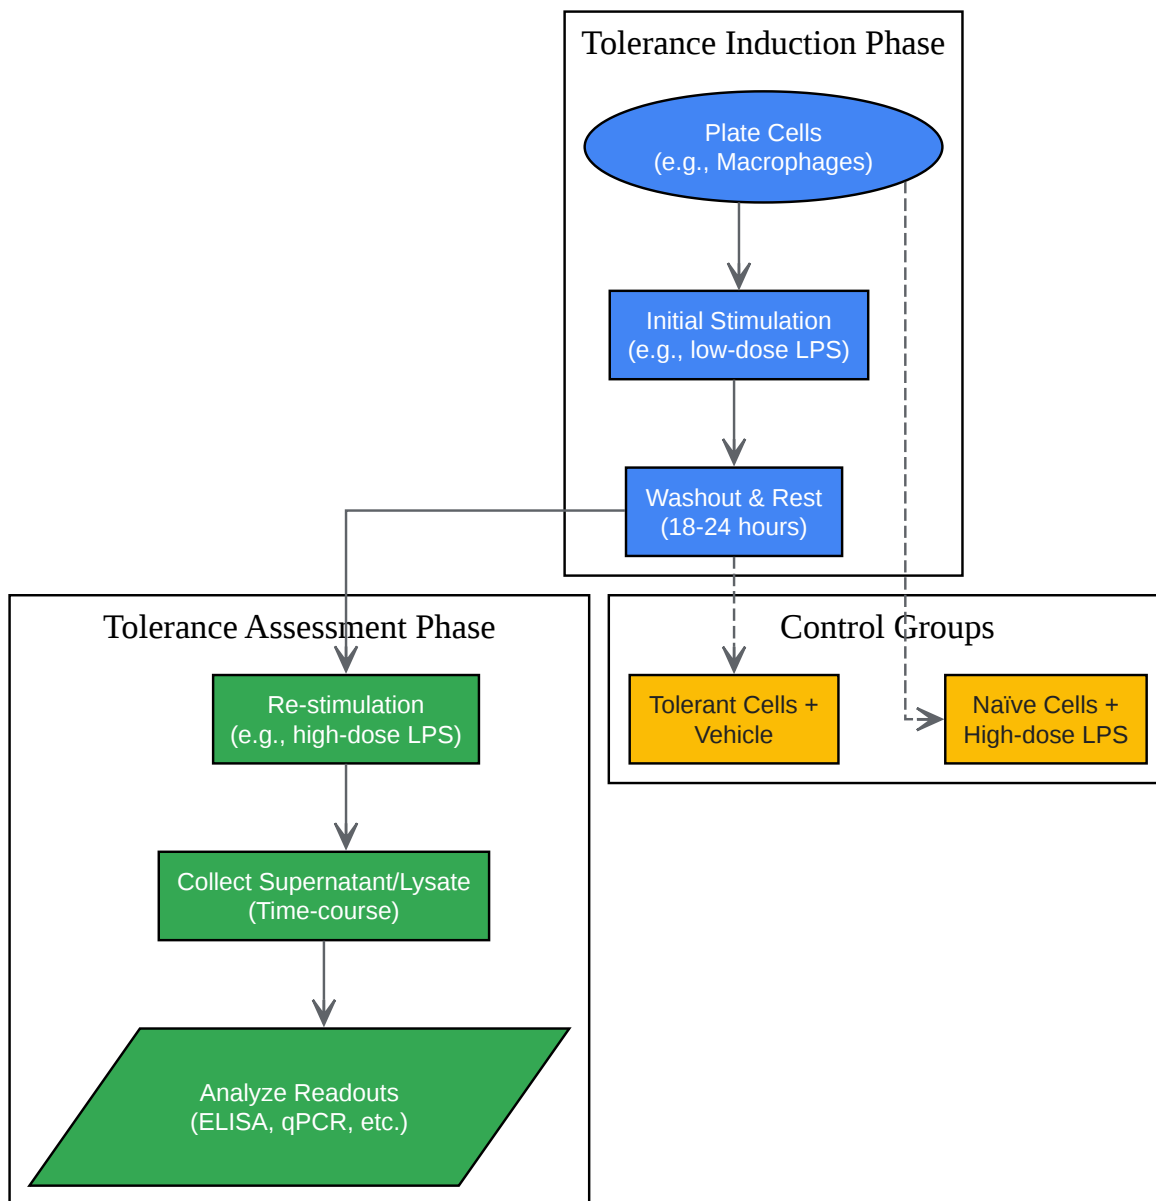 Tolerance Induction Phase
Plate Cells
(e.g., Macrophages)
Initial Stimulation
(e.g., low-dose LPS)
Washout & Rest
(18-24 hours)
Tolerance Assessment Phase
Re-stimulation
(e.g., high-dose LPS)
Collect Supernatant/Lysate
(Time-course)
Analyze Readouts
(ELISA, qPCR, etc.)
Control Groups
Tolerant Cells +
Vehicle
Naïve Cells +
High-dose LPS